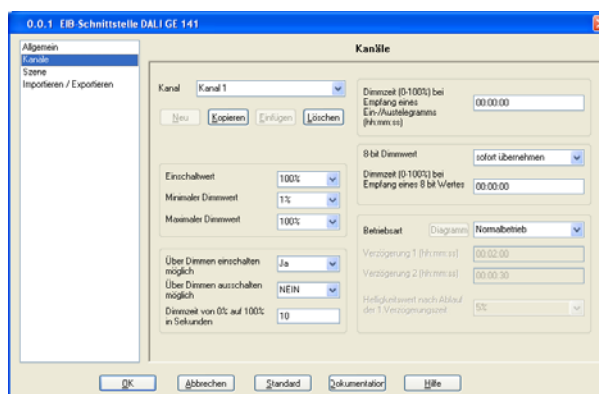 0.0.1 EIB-Schnittstelle DALI GE 141
Allgemein
Kanäle
Szene
Importieren / Exportieren
Kanäle
Kanal Kanal 1
Neu Kopieren Einfügen Löschen
Einschaltwert 100%
Minimaler Dimmwert 1%
Maximaler Dimmwert 100%
Über Dimmen einschalten
möglich
Ja
Über Dimmen ausschalten
möglich
NEIN
Dimmzeit von 0% auf 100%
in Sekunden
10
Dimmzeit (0-100%) bei
Empfang eines
Ein-/Austelegramms
(hh:mm:ss)
00:00:00
8-bit Dimmwert sofort übernehmen
Dimmzeit (0-100%) bei
Empfang eines 8 bit Wertes
00:00:00
Betriebsart Diagramm Normalbetrieb
Verzögerung 1 (hh:mm:ss) 00:02:00
Verzögerung 2 (hh:mm:ss) 00:00:30
Helligkeitswert nach Ablauf
der 1.Verzögerungszeit
5%
OK Abbrechen Standard Dokumentation Hilfe